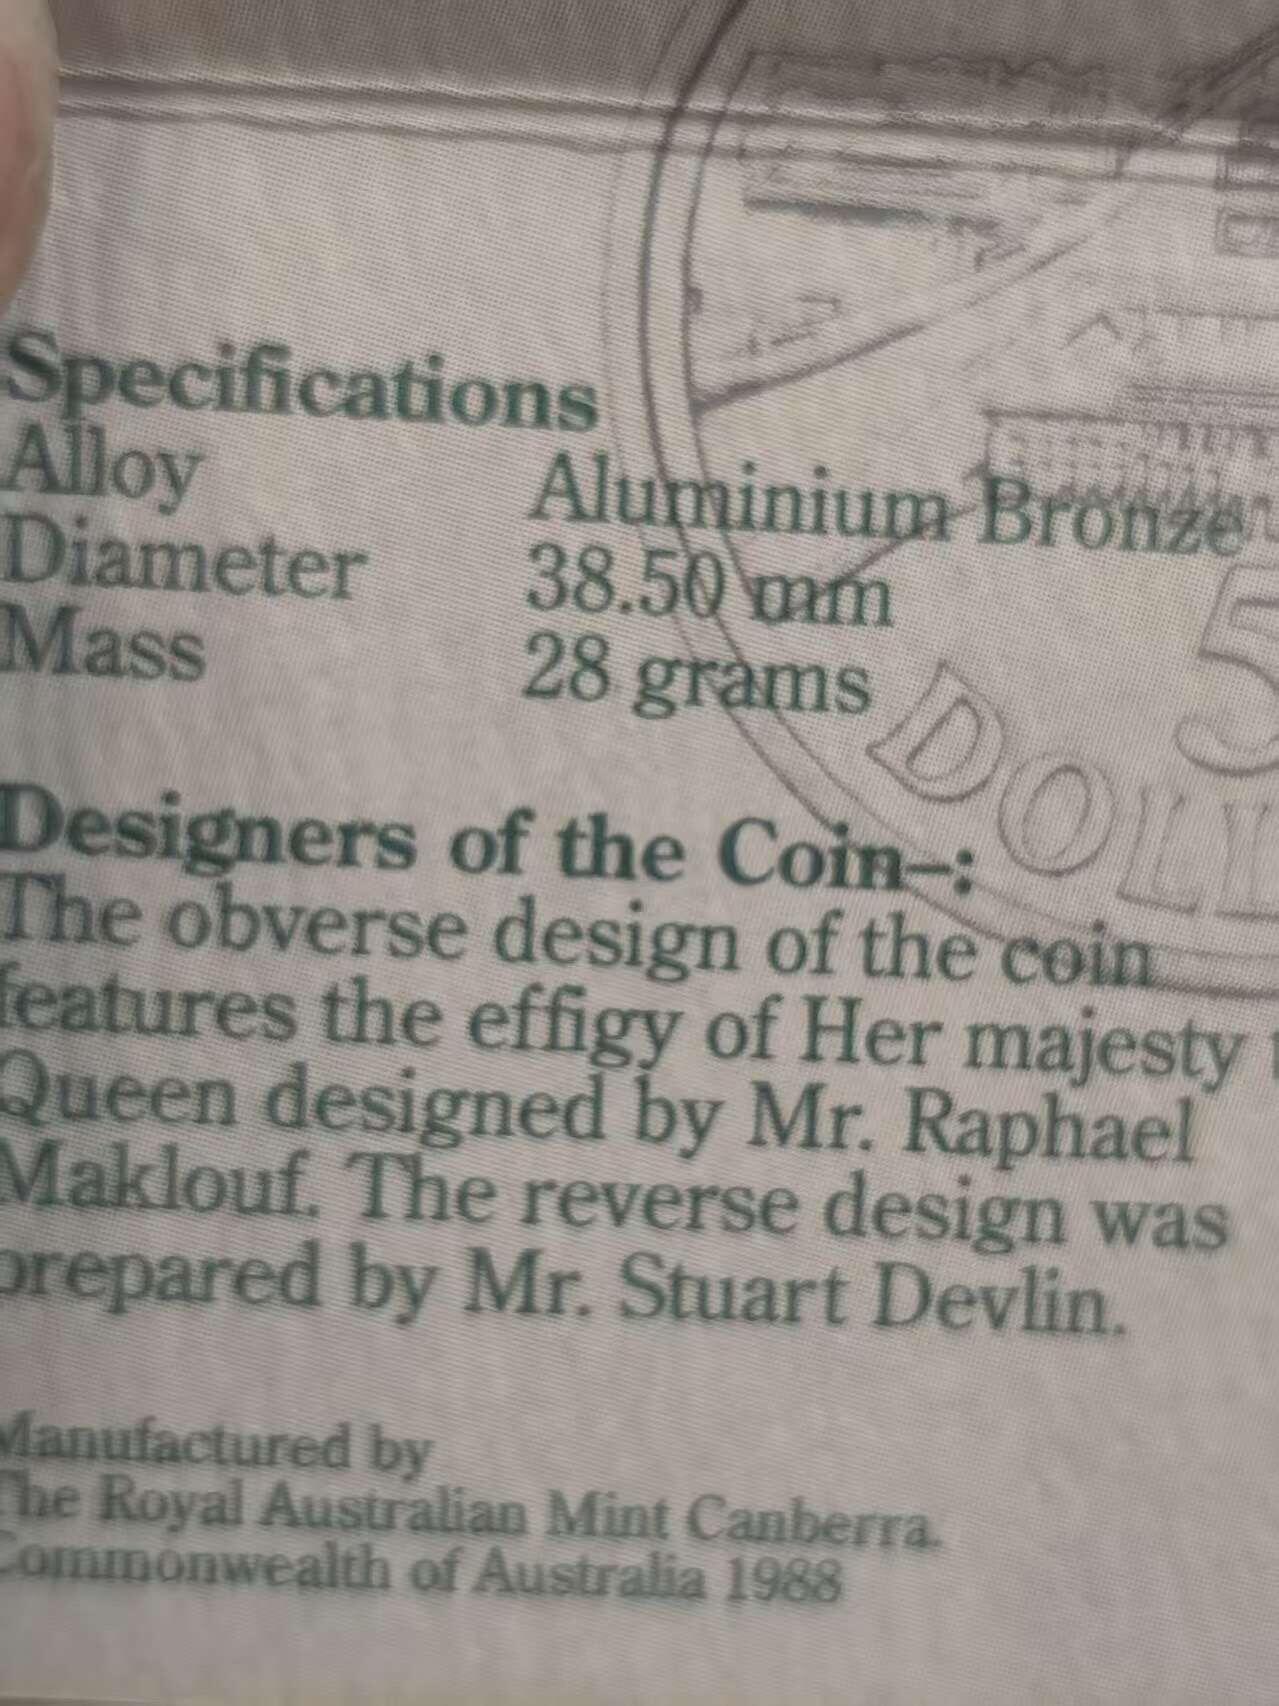 Specifications
Alloy Aluminium Bronze
Diameter 38.50 mm
Mass 28 grams
Designers of the Coin–:
The obverse design of the coin
features the effigy of Her majesty
Queen designed by Mr. Raphael
Maklouf. The reverse design was
prepared by Mr. Stuart Devlin.
Manufactured by
The Royal Australian Mint Canberra.
Commonwealth of Australia 1988
5